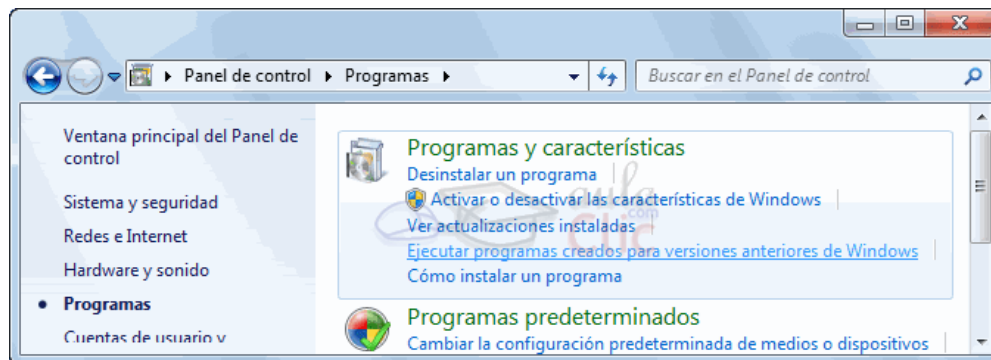 Panel de control Programas
Buscar en el Panel de control
Ventana principal del Panel de
control
Sistema y seguridad
Redes e Internet
Hardware y sonido
Programas
Cuentas de usuario y
Programas y características
Desinstalar un programa
Activar o desactivar las características de Windows
Ver actualizaciones instaladas
Ejecutar programas creados para versiones anteriores de Windows
Cómo instalar un programa
Programas predeterminados
Cambiar la configuración predeterminada de medios o dispositivos
aula
clic
.com